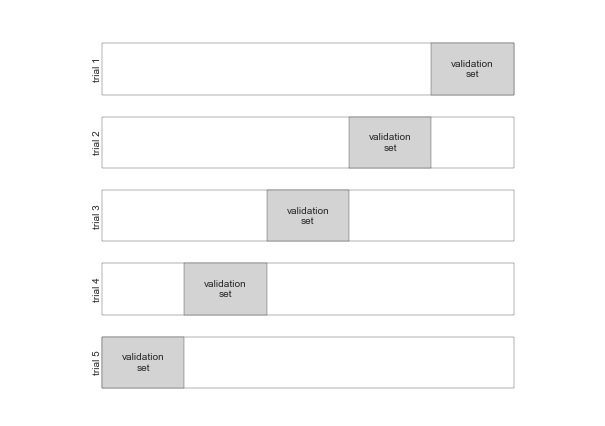 trial 1
validation
set
trial 2
validation
set
trial 3
validation
set
trial 4
validation
set
trial 5
validation
set